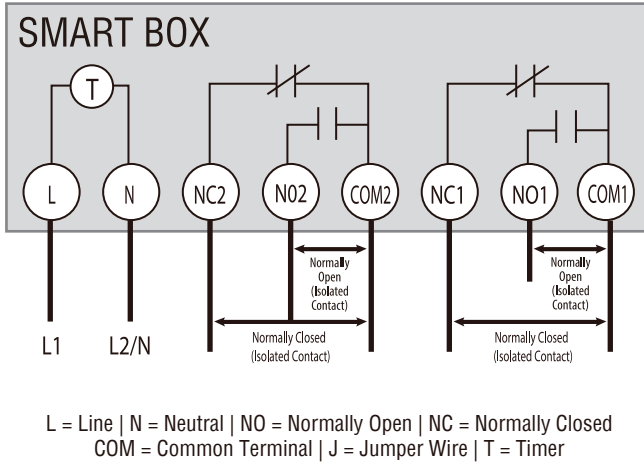 SMART BOX
T
L N NC2 N02 COM2 NC1 NO1 COM1
Normally
Open
(Isolated
Contact)
Normally
Open
(Isolated
Contact)
Normally Closed
(Isolated Contact)
Normally Closed
(Isolated Contact)
L1 L2/N
L = Line | N = Neutral | NO = Normally Open | NC = Normally Closed
COM = Common Terminal | J = Jumper Wire | T = Timer